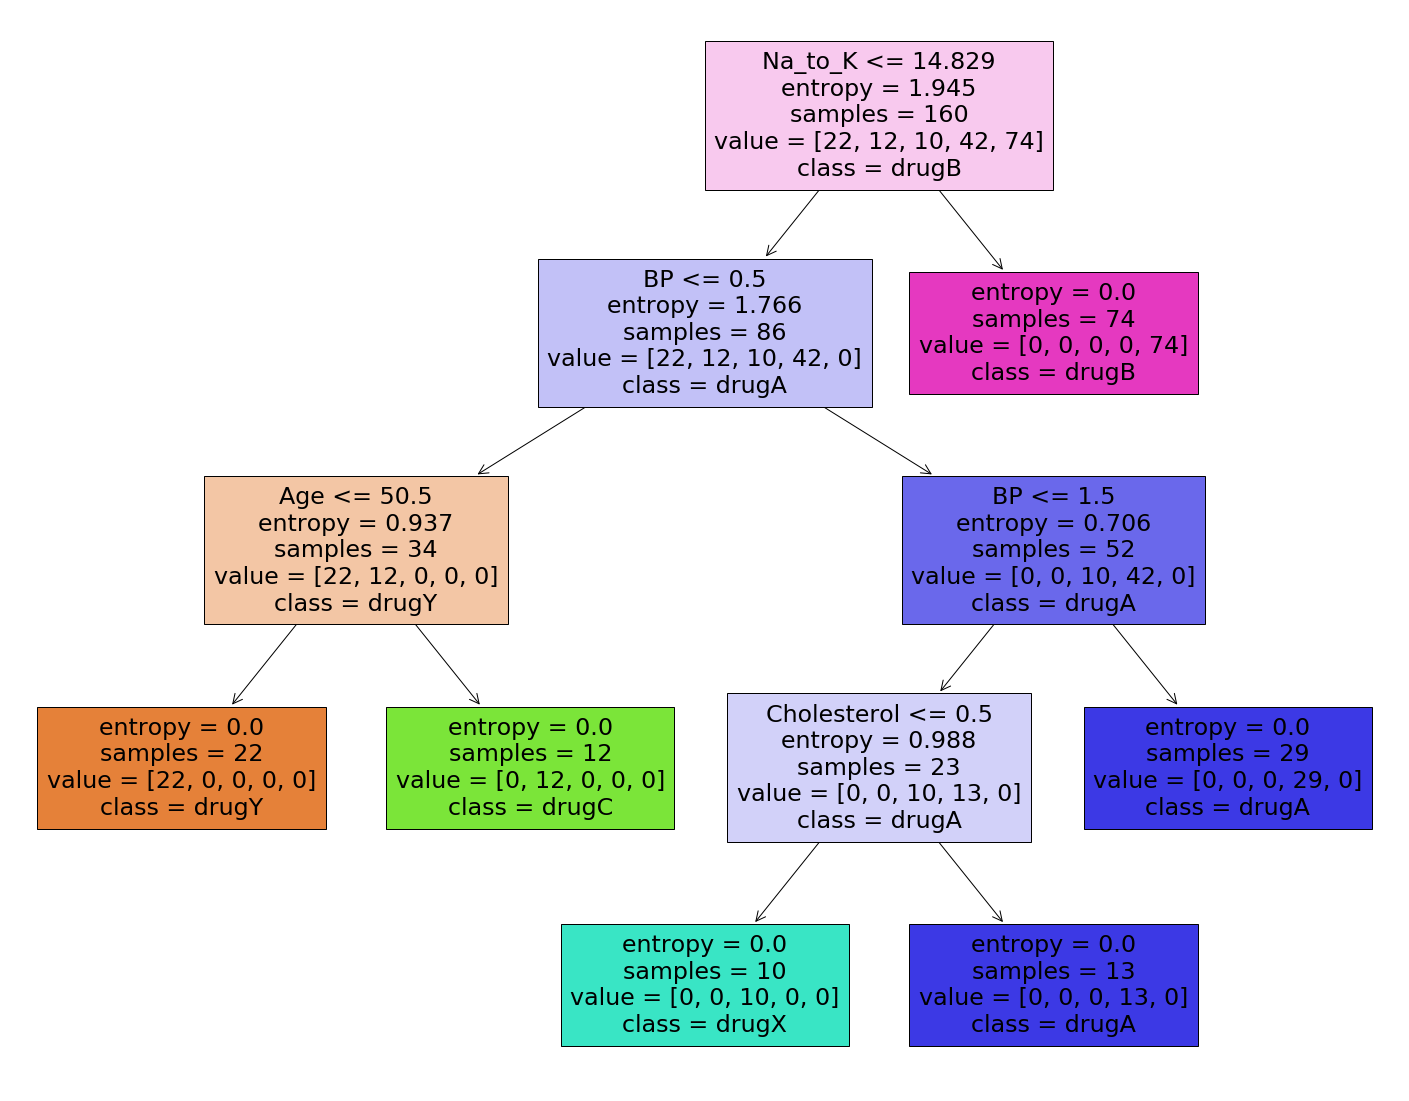 Na_to_K <= 14.829
entropy = 1.945
samples = 160
value = [22, 12, 10, 42, 74]
class = drugB
BP <= 0.5
entropy = 1.766
samples = 86
value = [22, 12, 10, 42, 0]
class = drugA
entropy = 0.0
samples = 74
value = [0, 0, 0, 0, 74]
class = drugB
Age <= 50.5
entropy = 0.937
samples = 34
value = [22, 12, 0, 0, 0]
class = drugY
BP <= 1.5
entropy = 0.706
samples = 52
value = [0, 0, 10, 42, 0]
class = drugA
entropy = 0.0
samples = 22
value = [22, 0, 0, 0, 0]
class = drugY
entropy = 0.0
samples = 12
value = [0, 12, 0, 0, 0]
class = drugC
Cholesterol <= 0.5
entropy = 0.988
samples = 23
value = [0, 0, 10, 13, 0]
class = drugA
entropy = 0.0
samples = 29
value = [0, 0, 0, 29, 0]
class = drugA
entropy = 0.0
samples = 10
value = [0, 0, 10, 0, 0]
class = drugX
entropy = 0.0
samples = 13
value = [0, 0, 0, 13, 0]
class = drugA